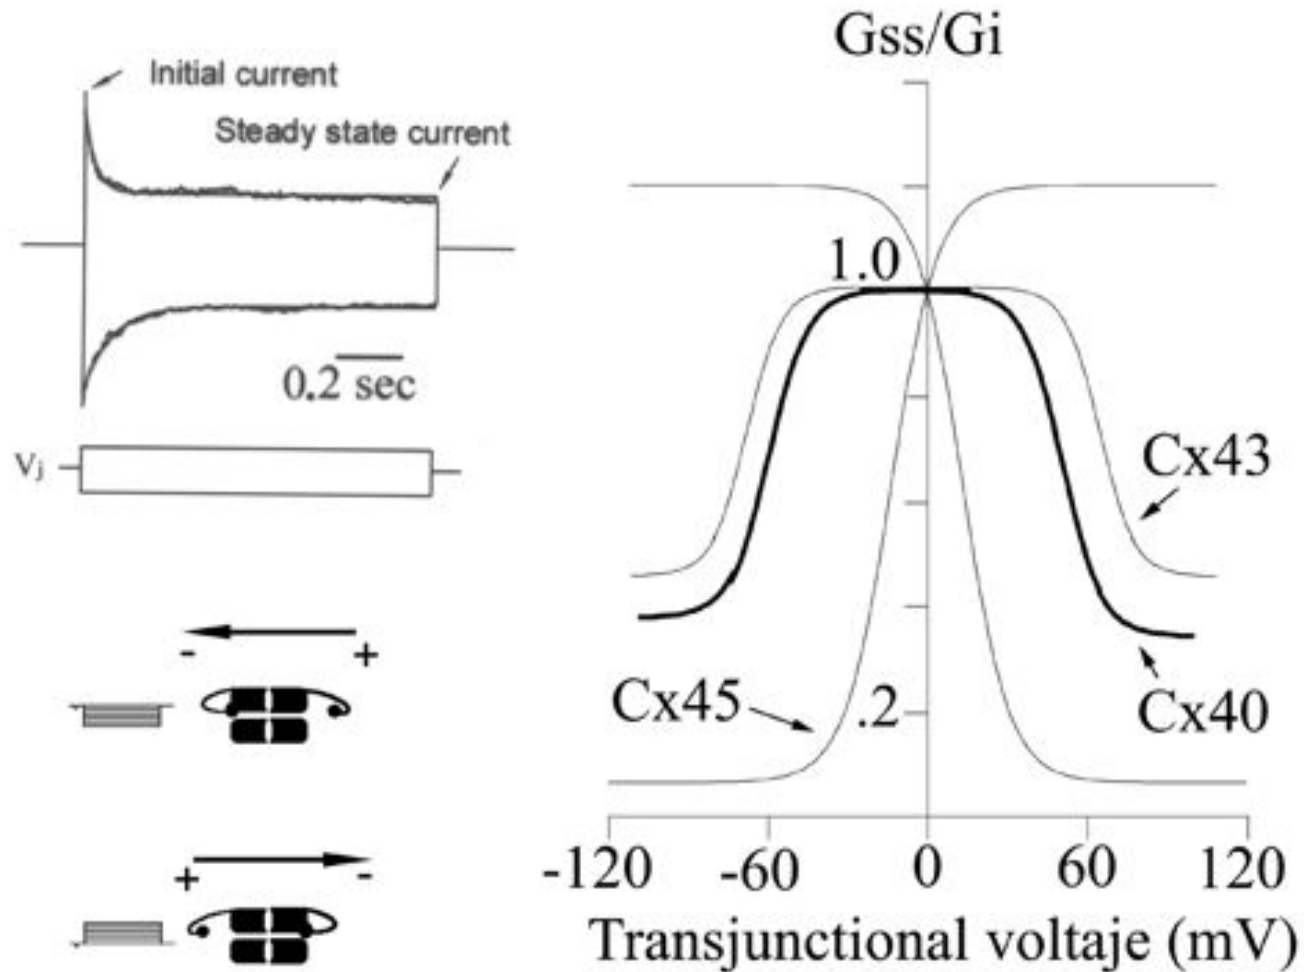 Initial current
Steady state current
0.2 sec
Vj
- +
+ -
Gss/Gi
1.0
Cx43
Cx45
.2
Cx40
-120 -60 0 60 120
Transjunctional voltaje (mV)